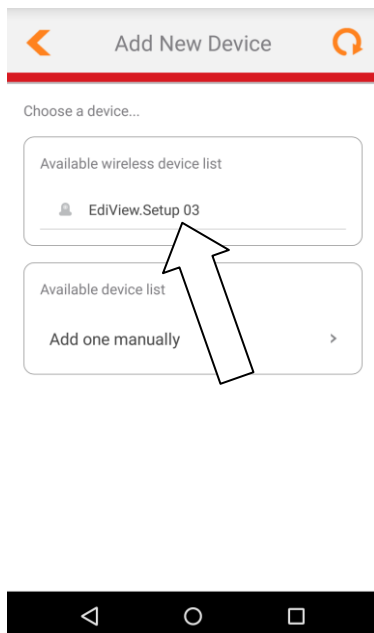 Add New Device
Choose a device...
Available wireless device list
EdiView.Setup 03
Available device list
Add one manually